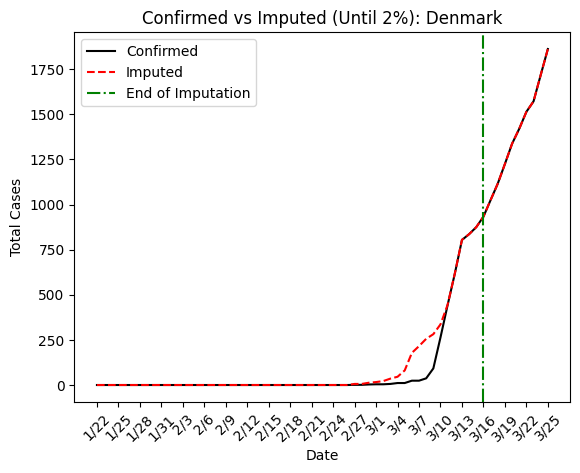 Confirmed vs Imputed (Until 2%): Denmark
Confirmed
Imputed
End of Imputation
Total Cases
1750
1500
1250
1000
750
500
250
0
1/22 1/25 1/28 1/31 2/3 2/6 2/9 2/12 2/15 2/18 2/21 2/24 2/27 3/1 3/4 3/7 3/10 3/13 3/16 3/19 3/22 3/25
Date